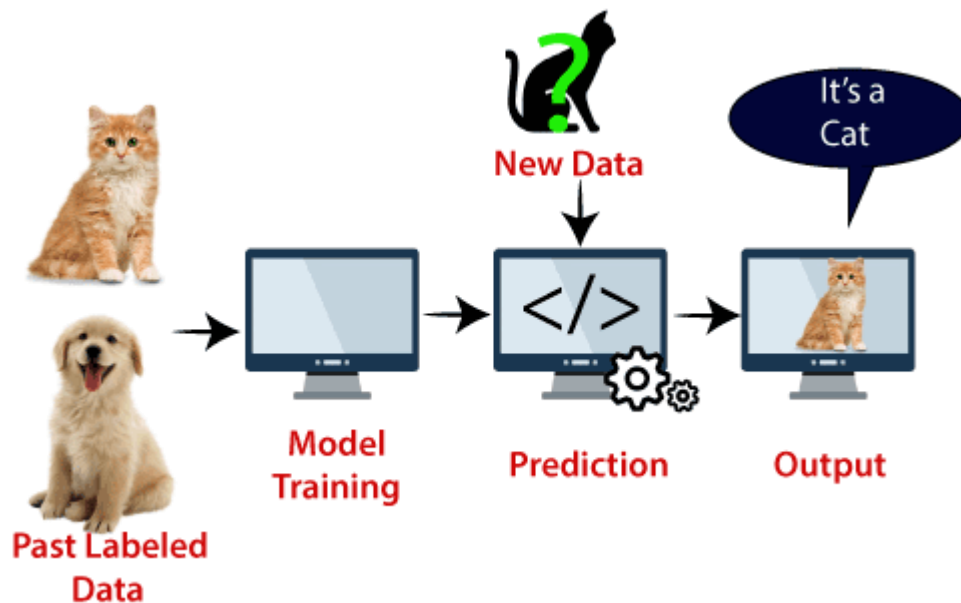 ?
New Data
It's a
Cat
</>
Model
Training
Prediction
Output
Past Labeled
Data